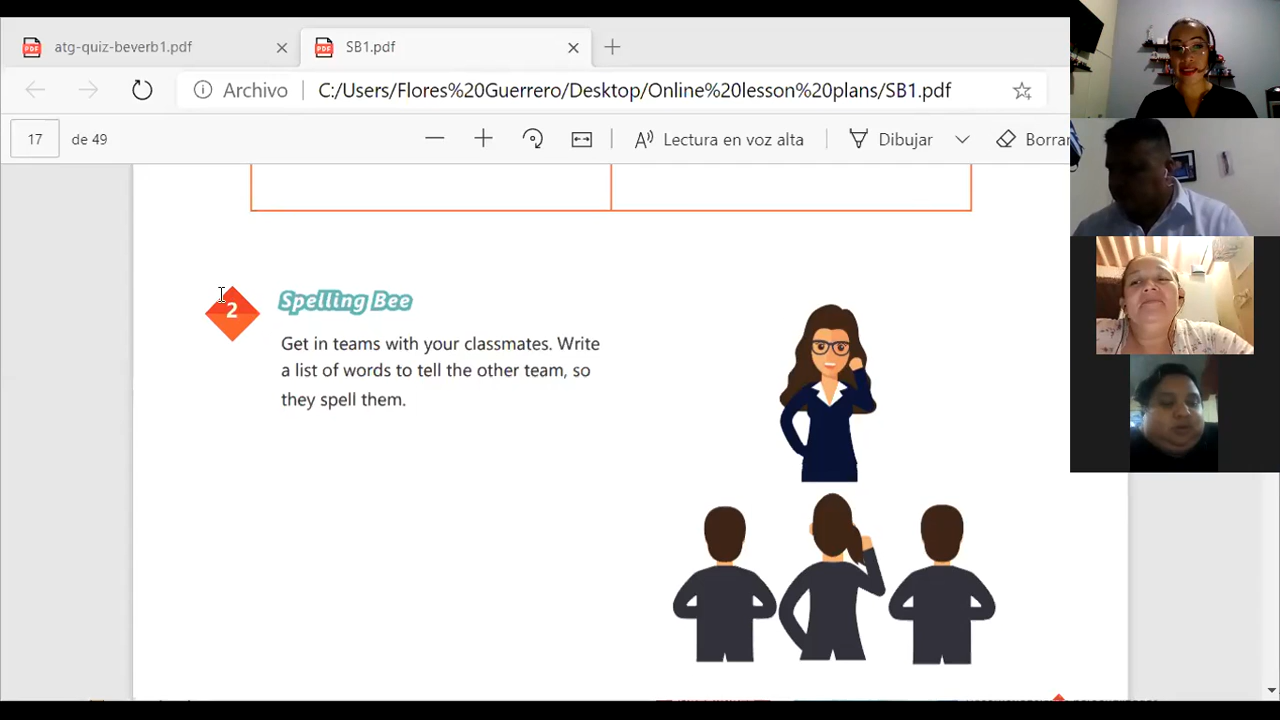 atg-quiz-beverb1.pdf
SB1.pdf
Archivo
C:/Users/Flores%20Guerrero/Desktop/Online%20lesson%20plans/SB1.pdf
17
de 49
Lectura en voz alta
Dibujar
Borrar
2
Spelling Bee
Get in teams with your classmates. Write
a list of words to tell the other team, so
they spell them.